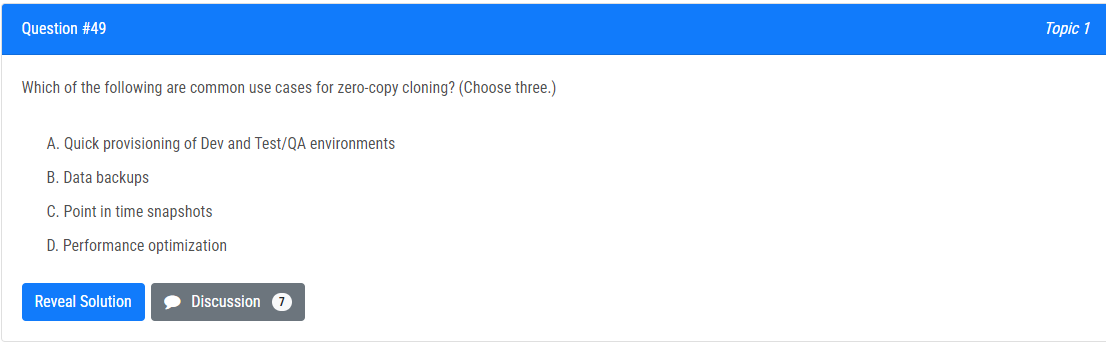 Question #49 Topic 1
Which of the following are common use cases for zero-copy cloning? (Choose three.)
A. Quick provisioning of Dev and Test/QA environments
B. Data backups
C. Point in time snapshots
D. Performance optimization
Reveal Solution Discussion 7